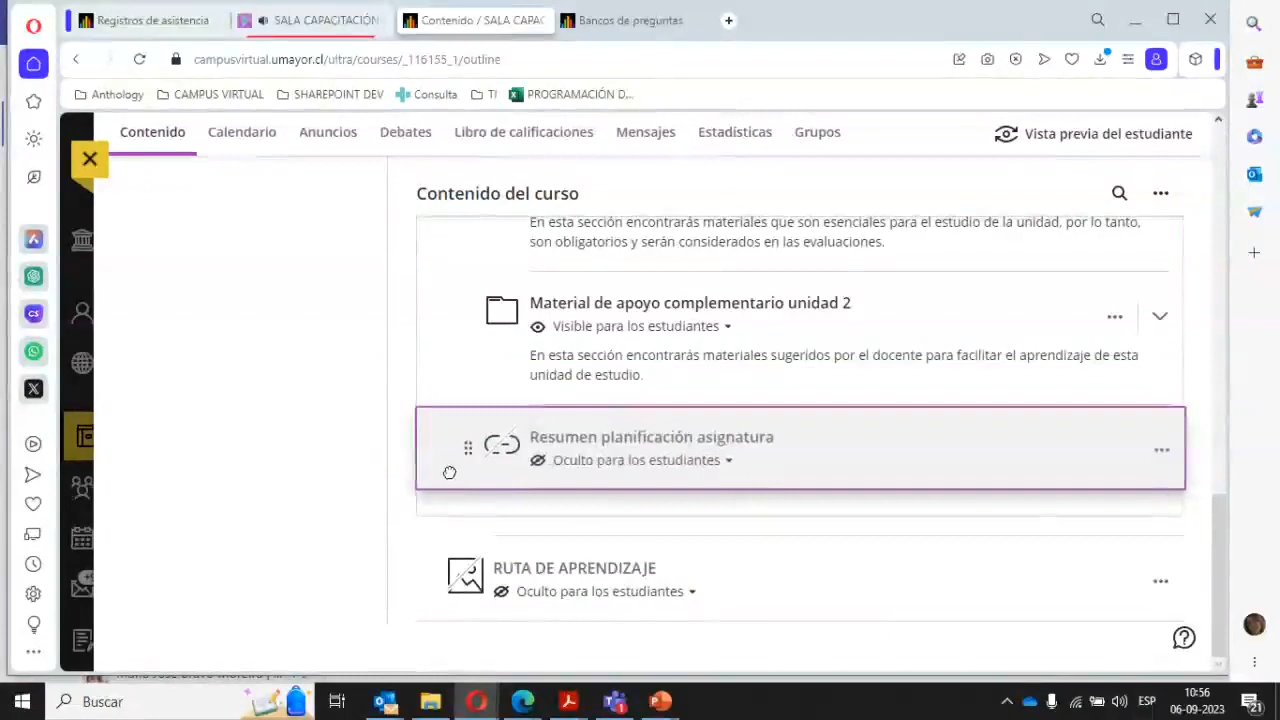 Registros de asistencia
SALA CAPACITACIÓN
Contenido / SALA CAPAC
Bancos de preguntas
campusvirtual.umayor.cl/ultra/courses/_116155_1/outline
Anthology
CAMPUS VIRTUAL
SHAREPOINT DEV
Consulta
TI
PROGRAMACIÓN D...
Contenido
Calendario
Anuncios
Debates
Libro de calificaciones
Mensajes
Estadísticas
Grupos
Vista previa del estudiante
Contenido del curso
En esta sección encontrarás materiales que son esenciales para el estudio de la unidad, por lo tanto,
son obligatorios y serán considerados en las evaluaciones.
Material de apoyo complementario unidad 2
Visible para los estudiantes
En esta sección encontrarás materiales sugeridos por el docente para facilitar el aprendizaje de esta
unidad de estudio.
Resumen planificación asignatura
Oculto para los estudiantes
RUTA DE APRENDIZAJE
Oculto para los estudiantes
CS
Buscar
ESP
10:56
06-09-2023
21